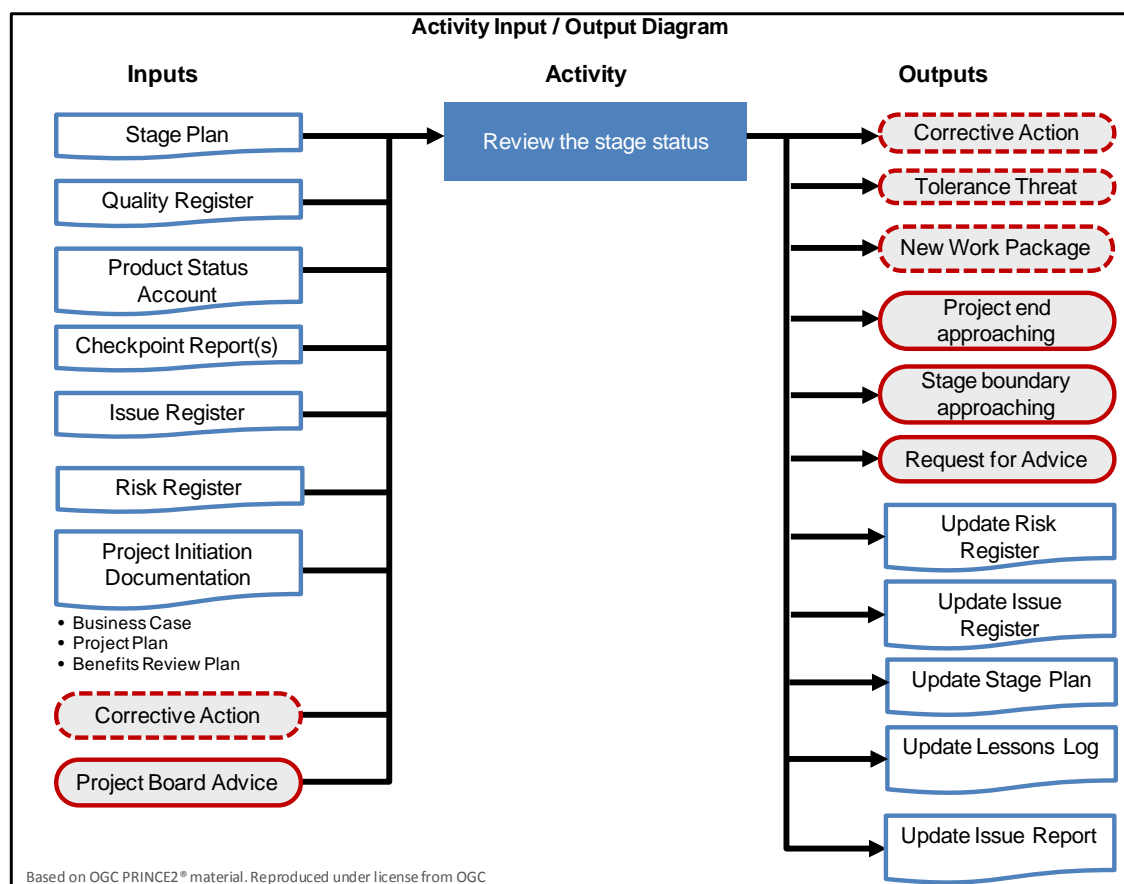 Activity Input / Output Diagram
Inputs
Activity
Outputs
Stage Plan
Quality Register
Product Status
Account
Checkpoint Report(s)
Issue Register
Risk Register
Project Initiation
Documentation
• Business Case
• Project Plan
• Benefits Review Plan
Corrective Action
Project Board Advice
Review the stage status
Corrective Action
Tolerance Threat
New Work Package
Project end
approaching
Stage boundary
approaching
Request for Advice
Update Risk
Register
Update Issue
Register
Update Stage Plan
Update Lessons Log
Update Issue Report
Based on OGC PRINCE2® material. Reproduced under license from OGC